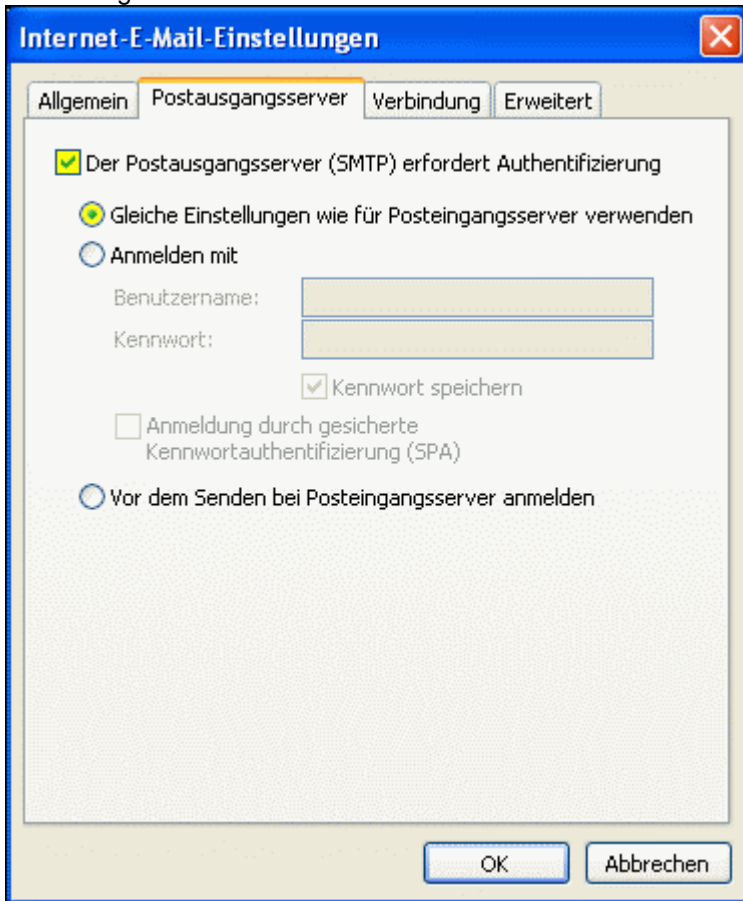 Internet-E-Mail-Einstellungen
Allgemein Postausgangsserver Verbindung Erweitert
Der Postausgangsserver (SMTP) erfordert Authentifizierung
Gleiche Einstellungen wie für Posteingangsserver verwenden
Anmelden mit
Benutzername:
Kennwort:
Kennwort speichern
Anmeldung durch gesicherte
Kennwortauthentifizierung (SPA)
Vor dem Senden bei Posteingangsserver anmelden
OK Abbrechen